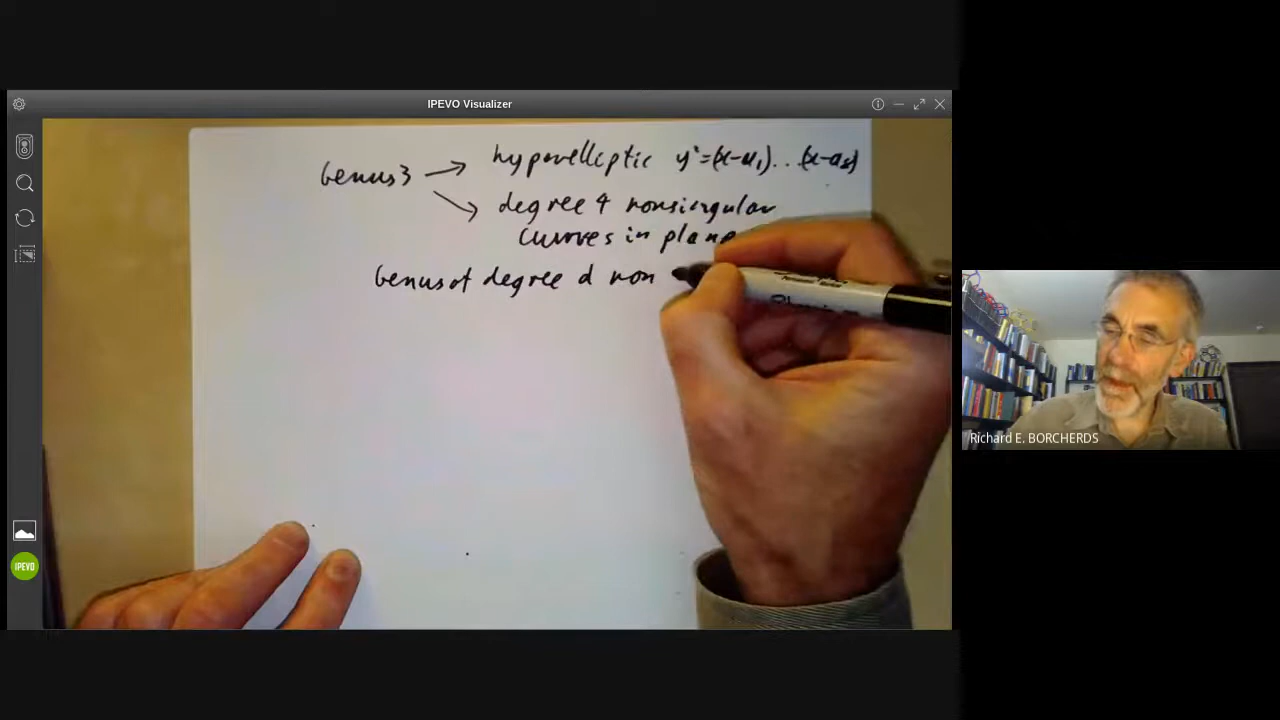 IPEVO Visualizer
Genus 3 → hyperelliptic y²=(x-a₁)...(x-a₈)
→ degree 4 nonsingular
curves in plane
Genus of degree d non
IPEVO
Richard E. BORCHERDS